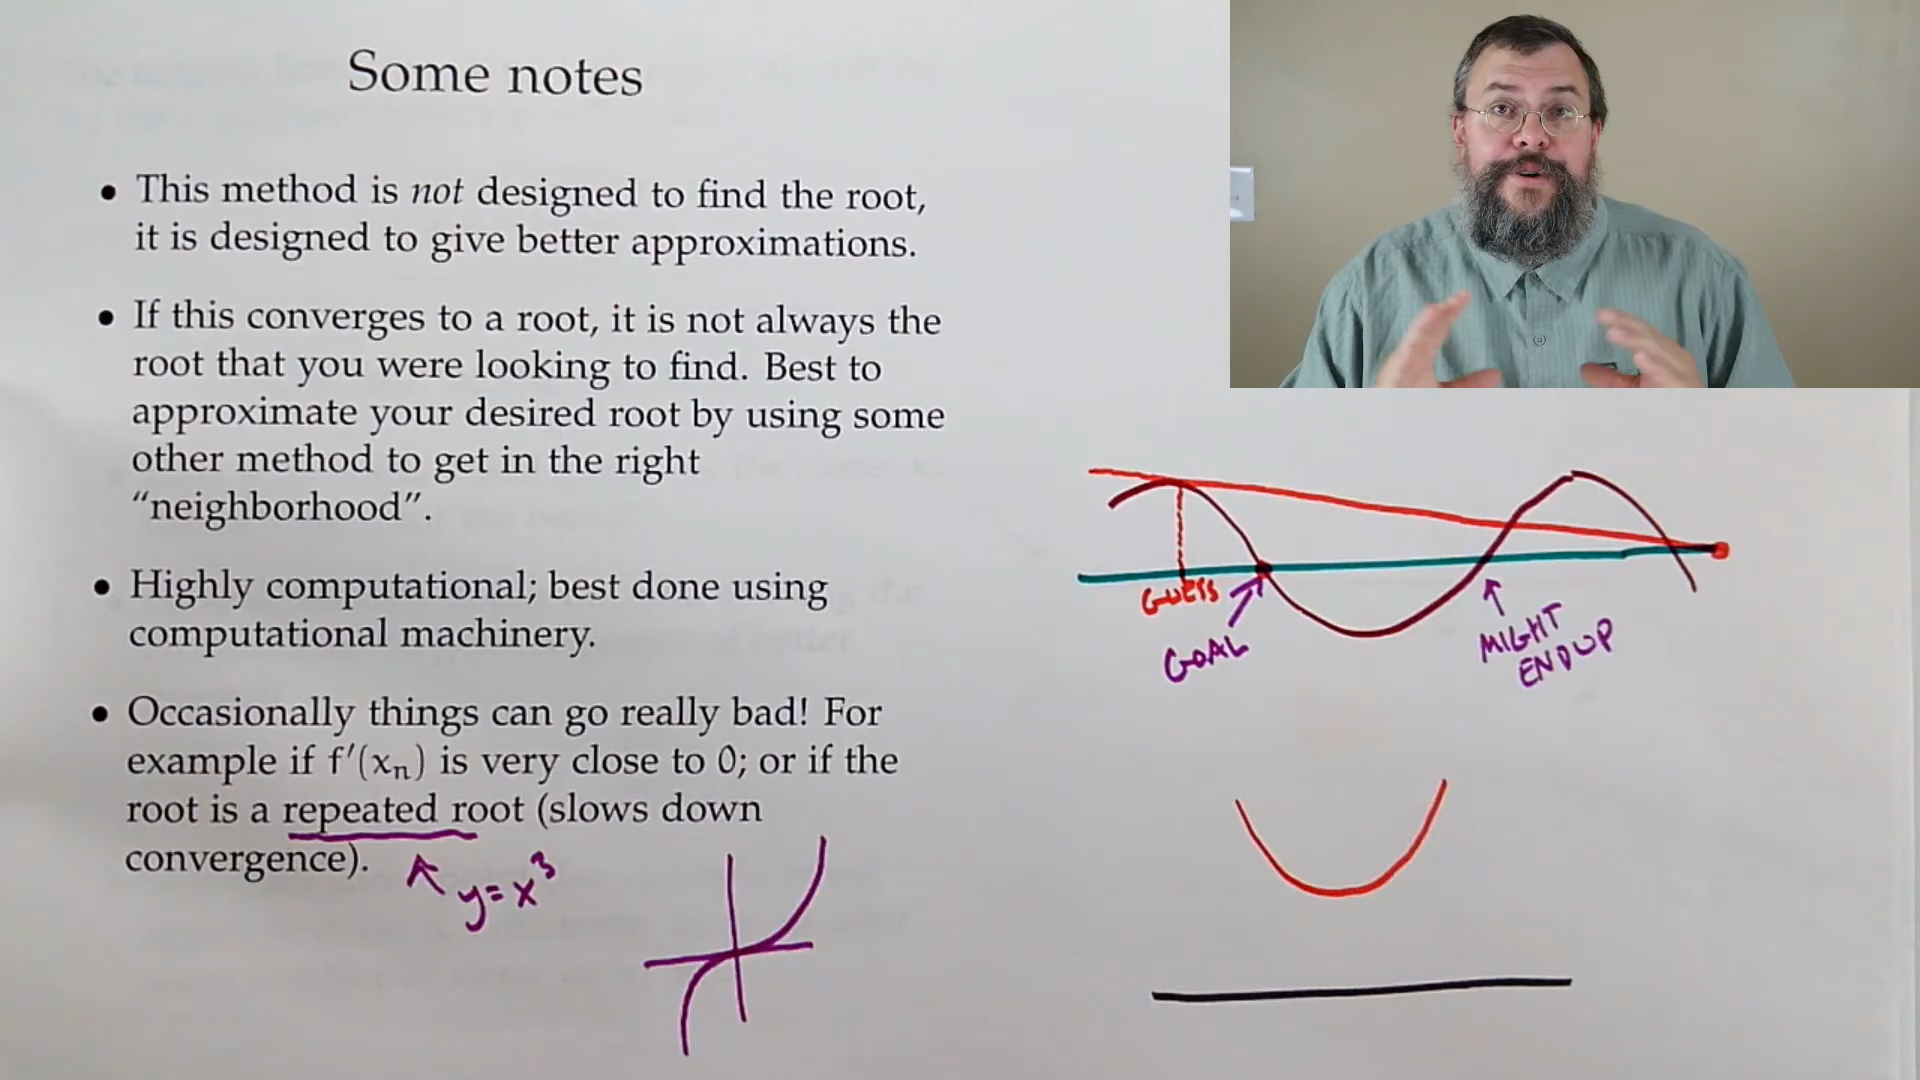 Some notes
• This method is not designed to find the root,
it is designed to give better approximations.
• If this converges to a root, it is not always the
root that you were looking to find. Best to
approximate your desired root by using some
other method to get in the right
“neighborhood”.
• Highly computational; best done using
computational machinery.
• Occasionally things can go really bad! For
example if f′(xₙ) is very close to 0; or if the
root is a repeated root (slows down
convergence).
y=x³
GUESS
GOAL
MIGHT
END UP